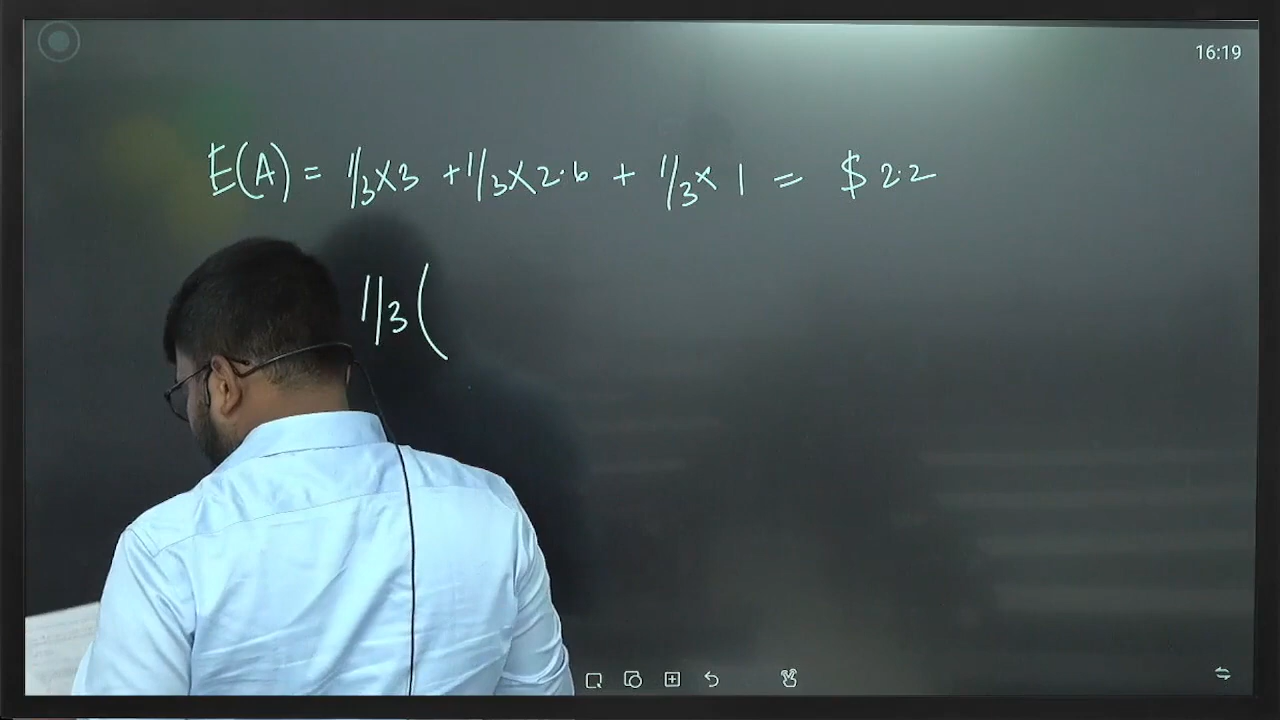 16:19
E(A) = 1/3×3 + 1/3×2.6 + 1/3×1 = $2.2
1/3(